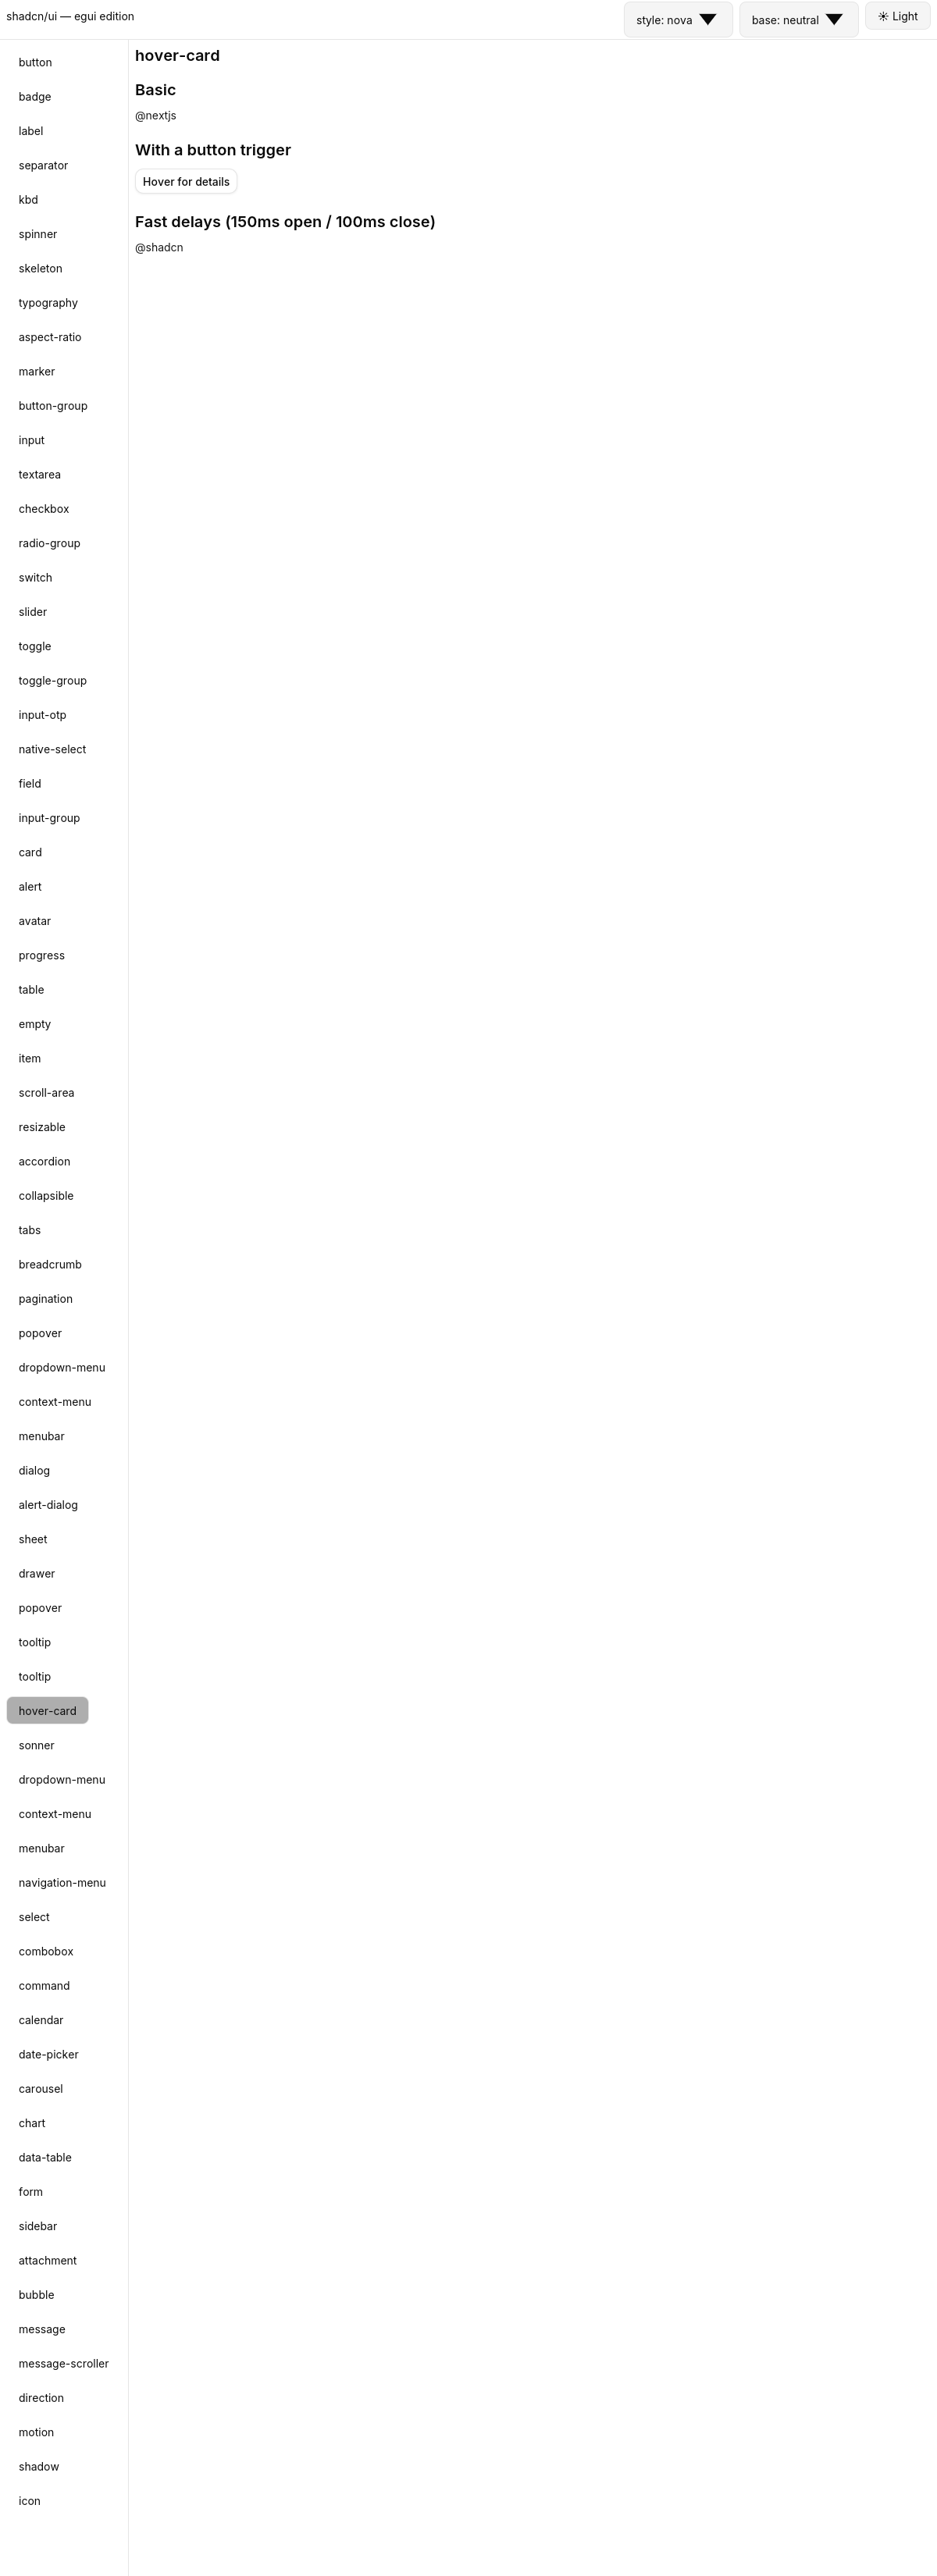 shadcn/ui — egui edition
style: nova
base: neutral
☀ Light
button
badge
label
separator
kbd
spinner
skeleton
typography
aspect-ratio
marker
button-group
input
textarea
checkbox
radio-group
switch
slider
toggle
toggle-group
input-otp
native-select
field
input-group
card
alert
avatar
progress
table
empty
item
scroll-area
resizable
accordion
collapsible
tabs
breadcrumb
pagination
popover
dropdown-menu
context-menu
menubar
dialog
alert-dialog
sheet
drawer
popover
tooltip
tooltip
hover-card
sonner
dropdown-menu
context-menu
menubar
navigation-menu
select
combobox
command
calendar
date-picker
carousel
chart
data-table
form
sidebar
attachment
bubble
message
message-scroller
direction
motion
shadow
icon
hover-card
Basic
@nextjs
With a button trigger
Hover for details
Fast delays (150ms open / 100ms close)
@shadcn